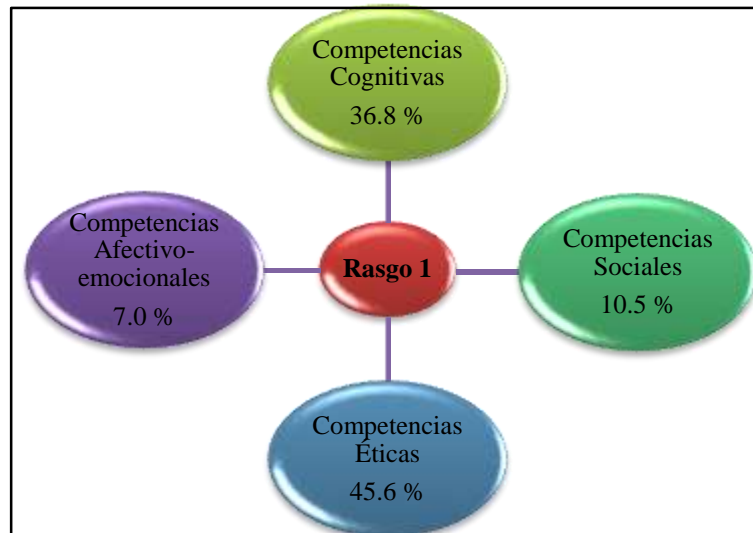 Competencias
Cognitivas
36.8 %
Competencias
Afectivo-
emocionales
7.0 %
Rasgo 1
Competencias
Sociales
10.5 %
Competencias
Éticas
45.6 %